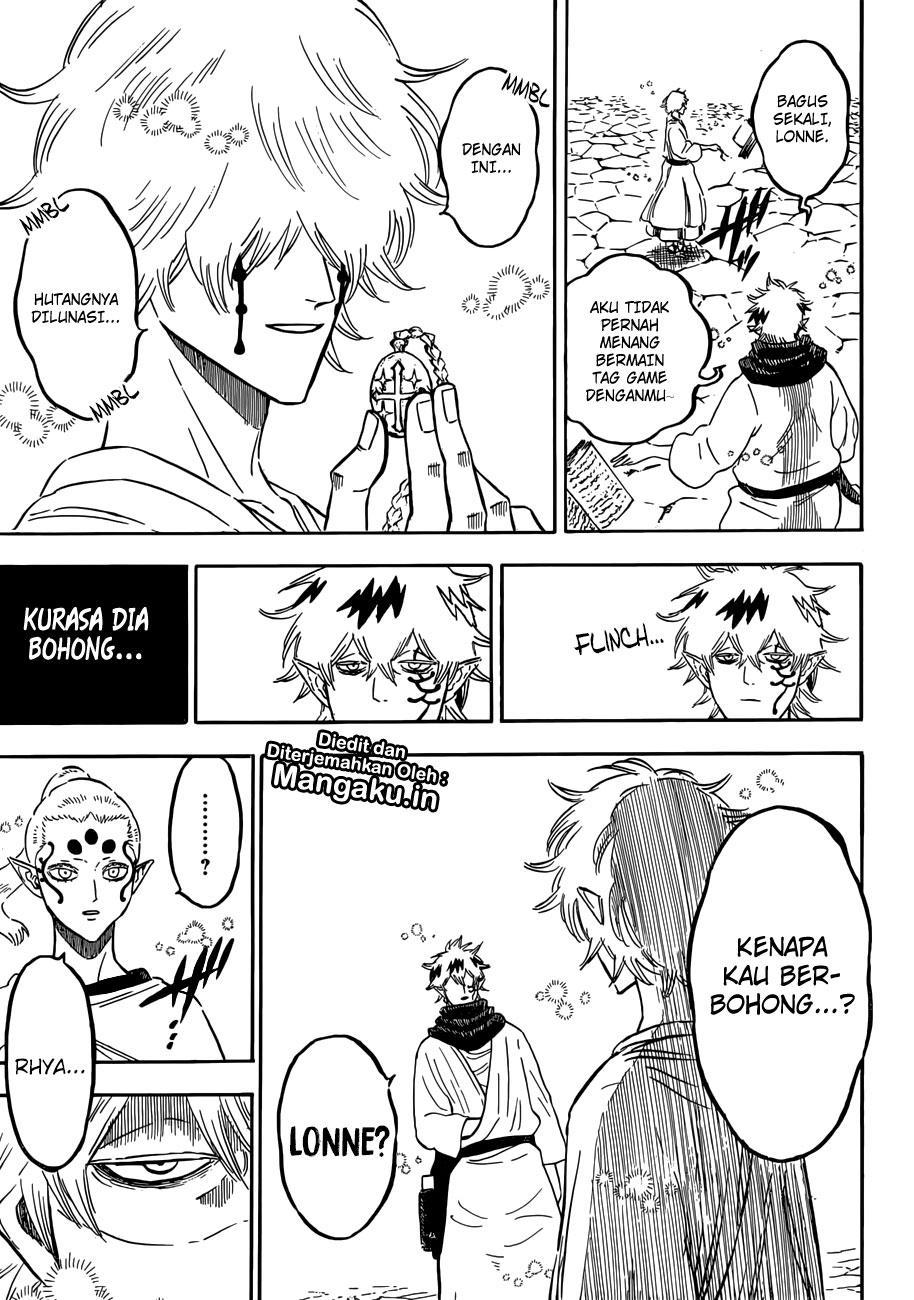 BAGUS
SEKALI,
LONNE.
AKU TIDAK
PERNAH
MENANG
BERMAIN
TAG GAME
DENGANMU~
MMBL
DENGAN
INI...
MMBL
HUTANGNYA
DILUNASI...
MMBL
FLINCH...
KURASA DIA
BOHONG...
KENAPA
KAU BER-
BOHONG...?
LONNE?
Diedit dan
Diterjemahkan Oleh :
Mangaku.in
.........?
RHYA...